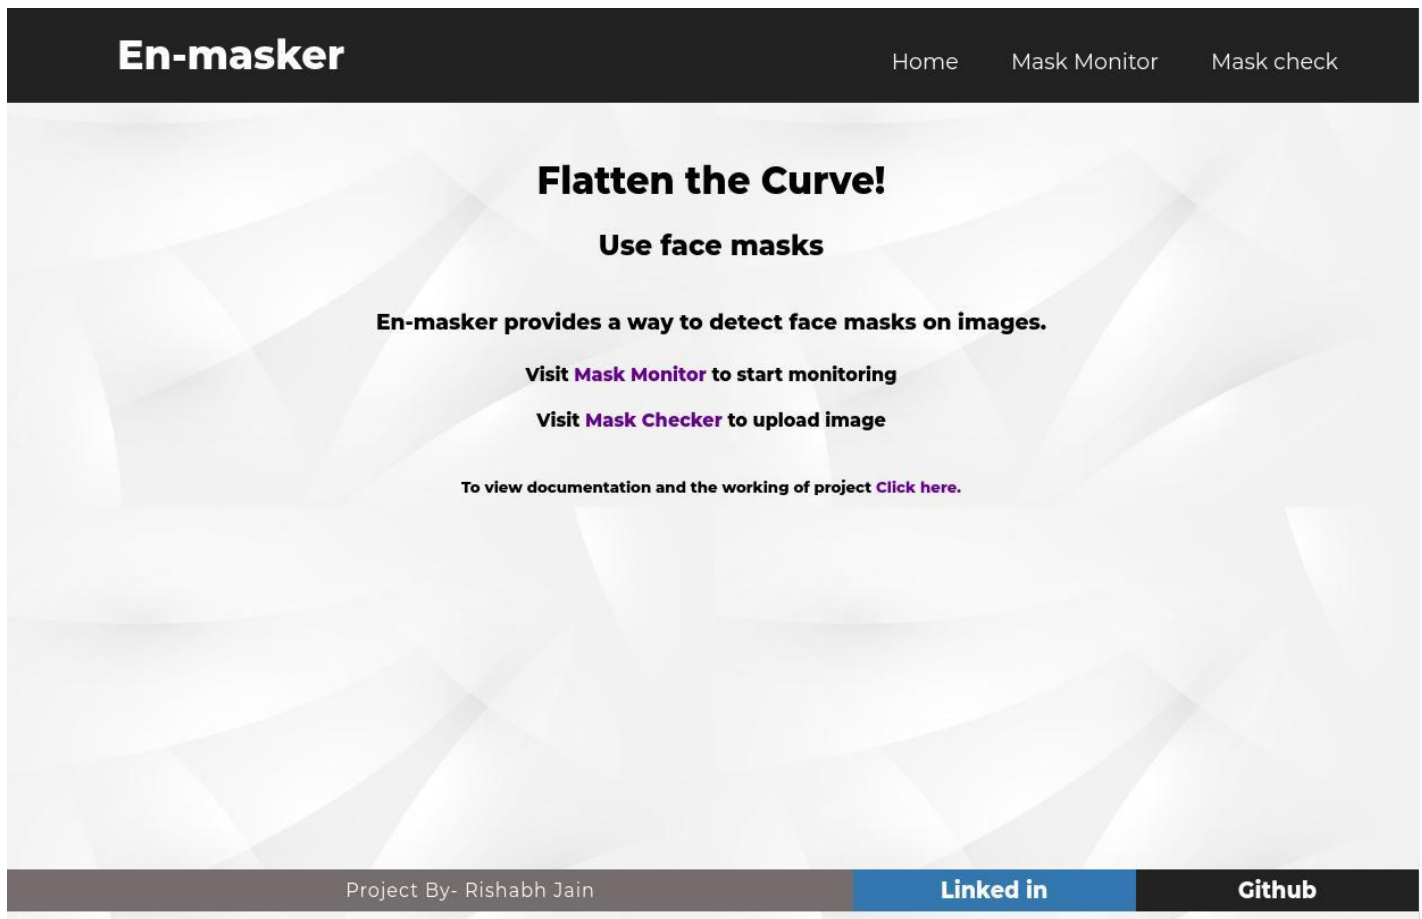 En-masker
Home Mask Monitor Mask check
Flatten the Curve!
Use face masks
En-masker provides a way to detect face masks on images.
Visit Mask Monitor to start monitoring
Visit Mask Checker to upload image
To view documentation and the working of project Click here.
Project By- Rishabh Jain
Linked in
Github